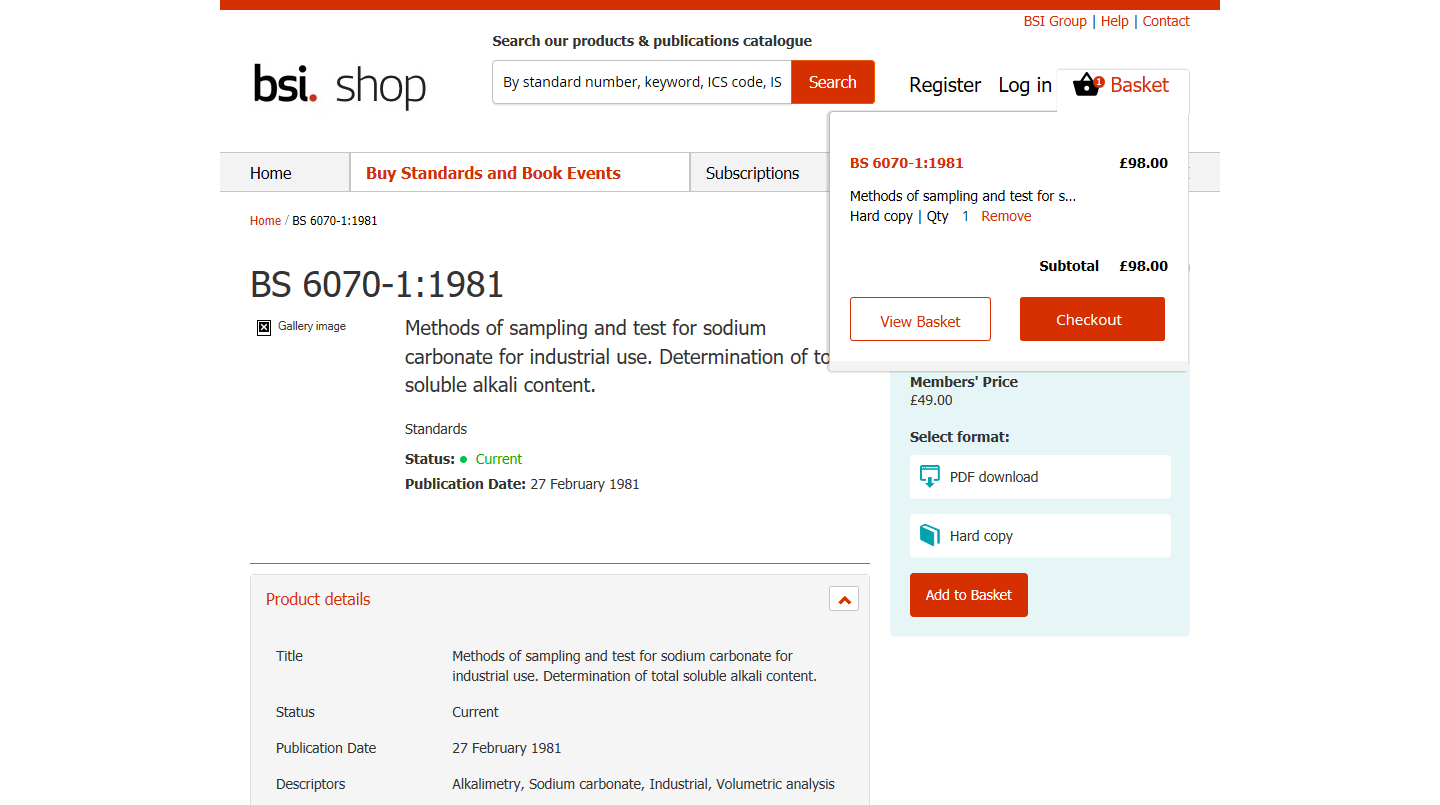 BSI Group | Help | Contact
Search our products & publications catalogue
bsi. shop
By standard number, keyword, ICS code, IS
Search
Register
Log in
1
Basket
BS 6070-1:1981 £98.00
Methods of sampling and test for s...
Hard copy | Qty 1 Remove
Subtotal £98.00
View Basket
Checkout
Home
Buy Standards and Book Events
Subscriptions
Home / BS 6070-1:1981
BS 6070-1:1981
Gallery image
Methods of sampling and test for sodium
carbonate for industrial use. Determination of to
soluble alkali content.
Standards
Status: Current
Publication Date: 27 February 1981
Members' Price
£49.00
Select format:
PDF download
Hard copy
Add to Basket
Product details
Title Methods of sampling and test for sodium carbonate for
industrial use. Determination of total soluble alkali content.
Status Current
Publication Date 27 February 1981
Descriptors Alkalimetry, Sodium carbonate, Industrial, Volumetric analysis